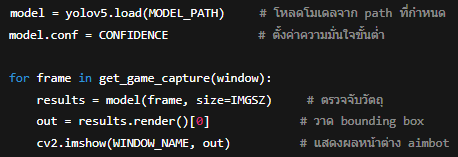 model = yolov5.load(MODEL_PATH) # โหลดโมเดลจาก path ที่กำหนด
model.conf = CONFIDENCE # ตั้งค่าความมั่นใจขั้นต่ำ
for frame in get_game_capture(window):
results = model(frame, size=IMGSZ) # ตรวจจับวัตถุ
out = results.render()[0] # วาด bounding box
cv2.imshow(WINDOW_NAME, out) # แสดงผลหน้าต่าง aimbot